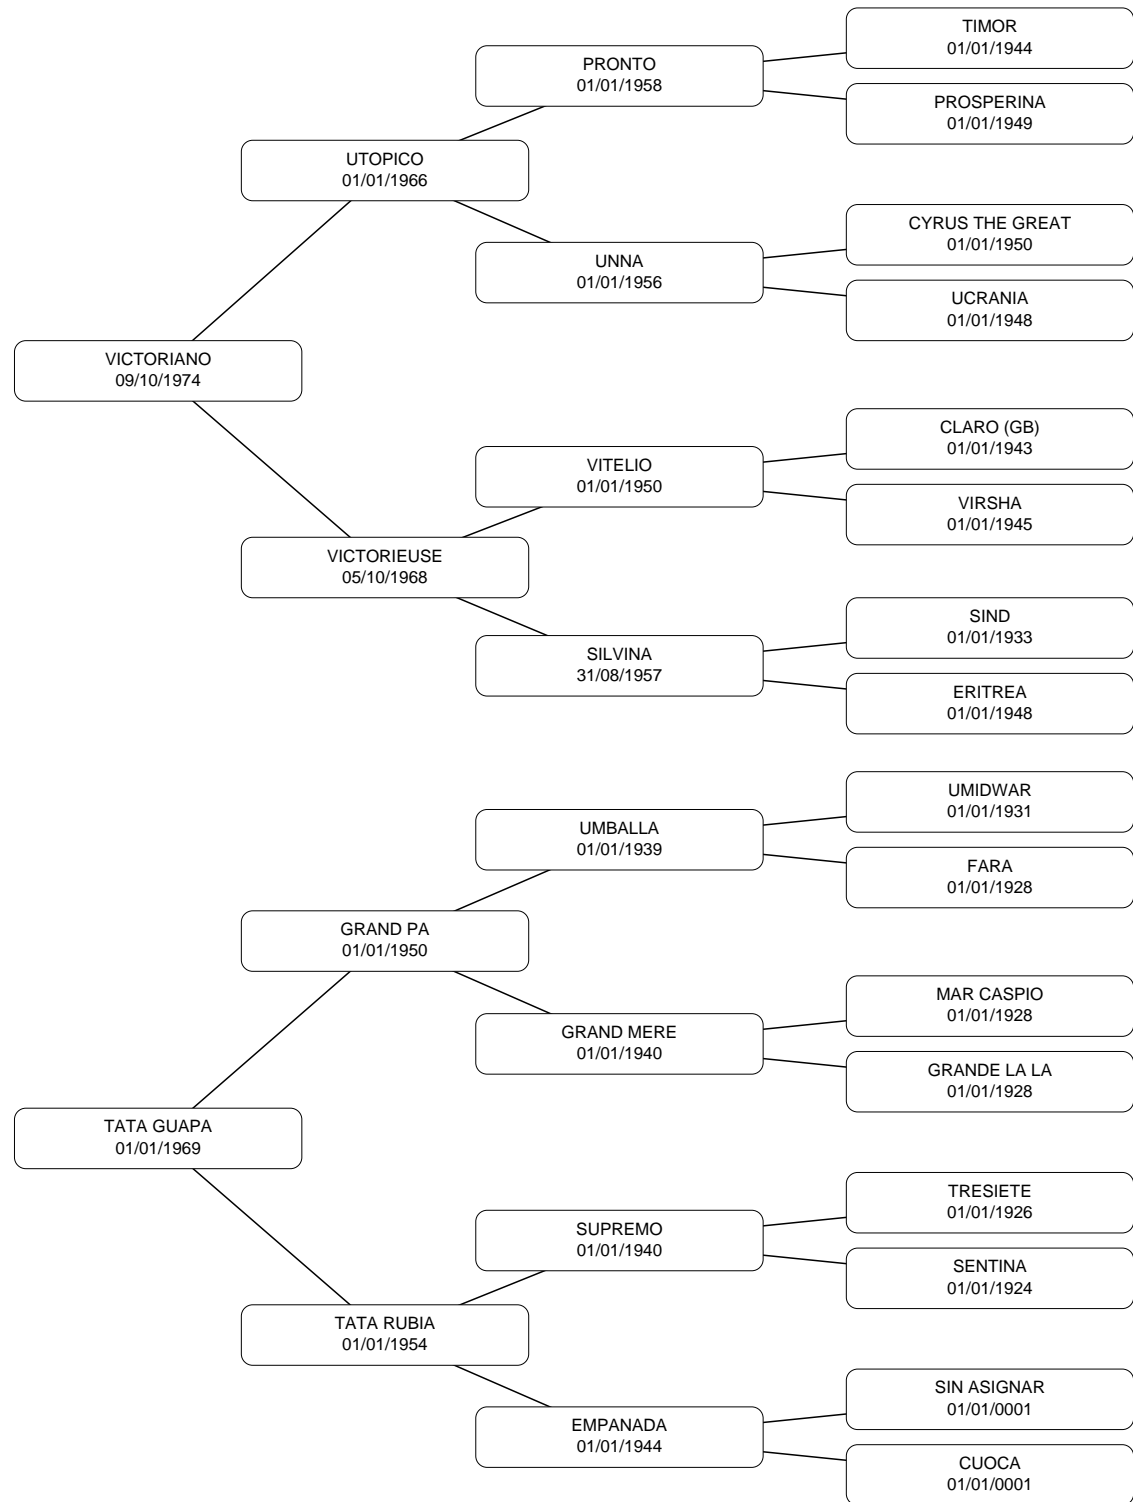 TIMOR
01/01/1944
PRONTO
01/01/1958
PROSPERINA
01/01/1949
UTOPICO
01/01/1966
CYRUS THE GREAT
01/01/1950
UNNA
01/01/1956
UCRANIA
01/01/1948
VICTORIANO
09/10/1974
CLARO (GB)
01/01/1943
VITELIO
01/01/1950
VIRSHA
01/01/1945
VICTORIEUSE
05/10/1968
SIND
01/01/1933
SILVINA
31/08/1957
ERITREA
01/01/1948
UMIDWAR
01/01/1931
UMBALLA
01/01/1939
FARA
01/01/1928
GRAND PA
01/01/1950
MAR CASPIO
01/01/1928
GRAND MERE
01/01/1940
GRANDE LA LA
01/01/1928
TATA GUAPA
01/01/1969
TRESIETE
01/01/1926
SUPREMO
01/01/1940
SENTINA
01/01/1924
TATA RUBIA
01/01/1954
SIN ASIGNAR
01/01/0001
EMPANADA
01/01/1944
CUOCA
01/01/0001